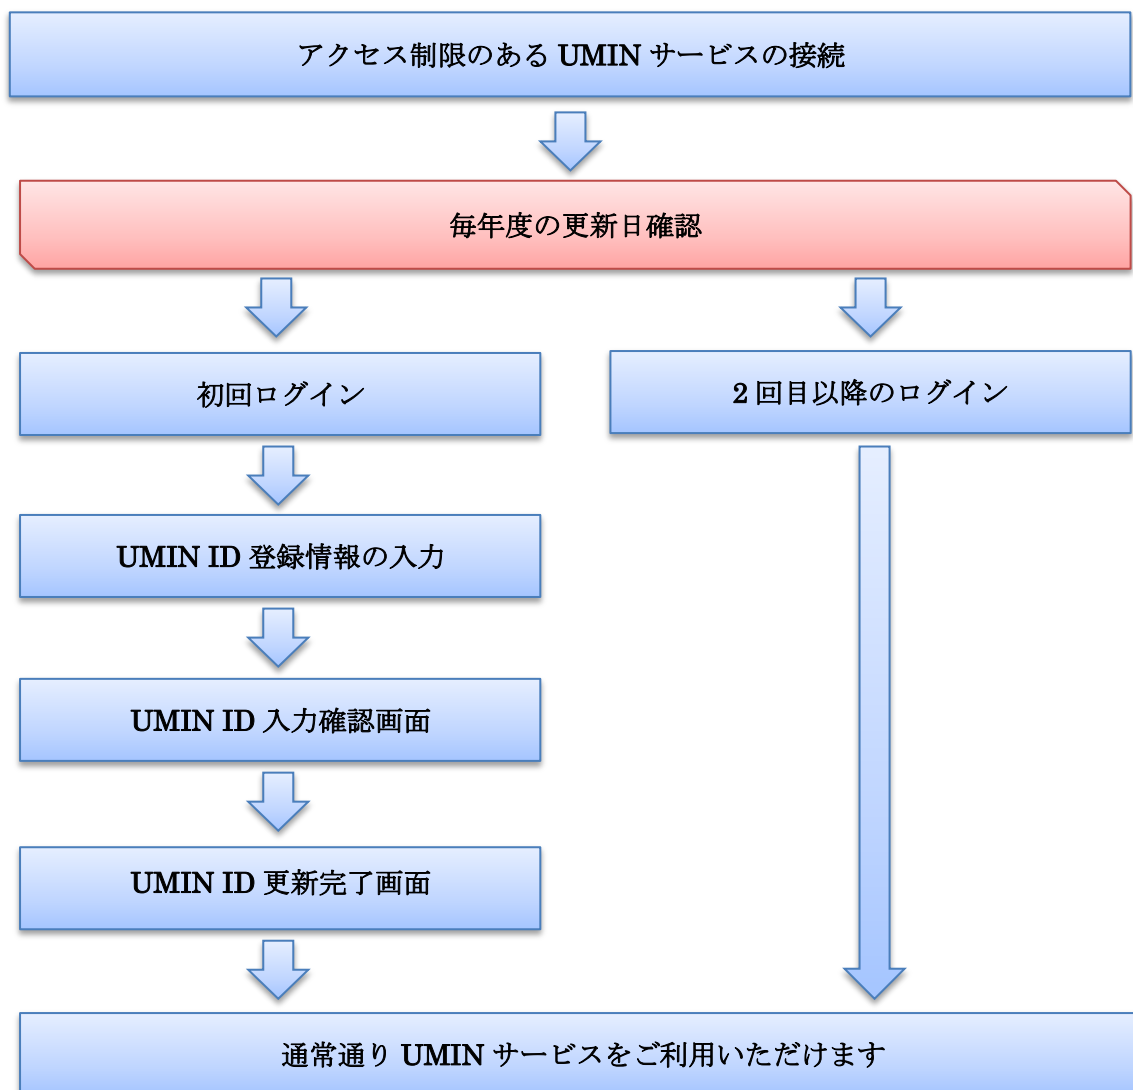 アクセス制限のある UMIN サービスの接続
毎年度の更新日確認
初回ログイン
2 回目以降のログイン
UMIN ID 登録情報の入力
UMIN ID 入力確認画面
UMIN ID 更新完了画面
通常通り UMIN サービスをご利用いただけます